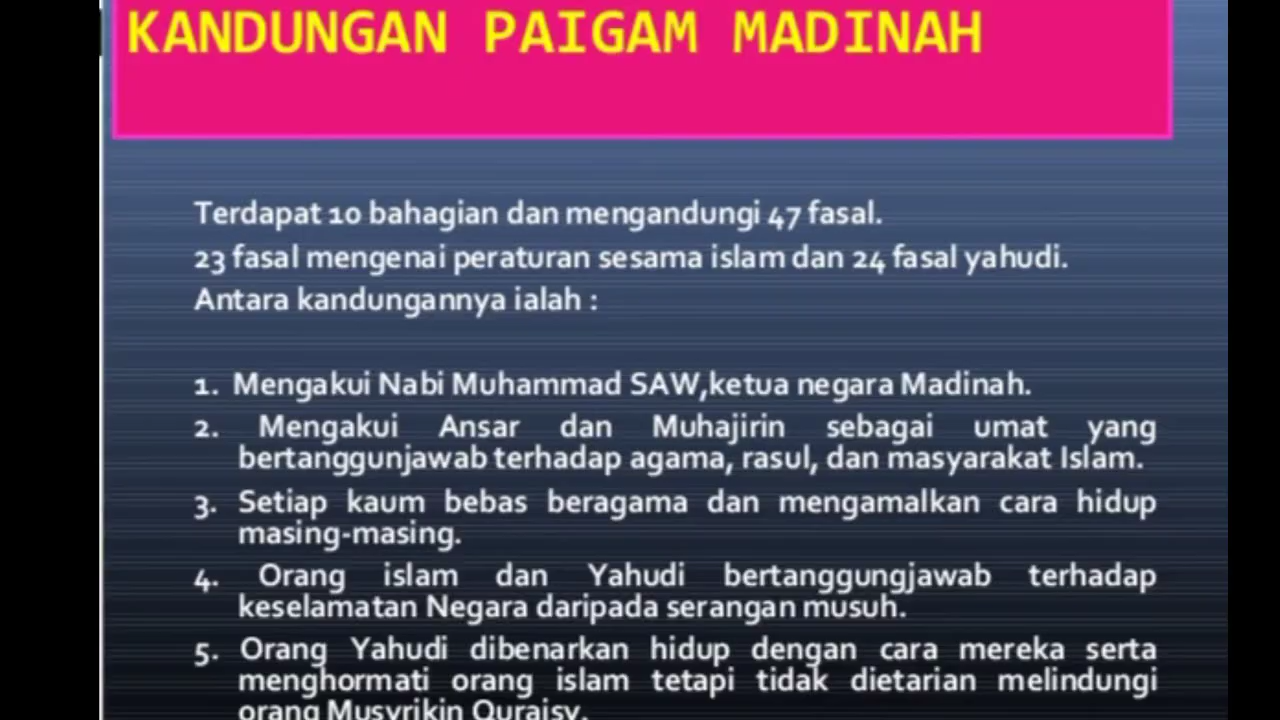 KANDUNGAN PAIGAM MADINAH
Terdapat 10 bahagian dan mengandungi 47 fasal.
23 fasal mengenai peraturan sesama islam dan 24 fasal yahudi.
Antara kandungannya ialah :
1. Mengakui Nabi Muhammad SAW,ketua negara Madinah.
2. Mengakui Ansar dan Muhajirin sebagai umat yang
bertanggunjawab terhadap agama, rasul, dan masyarakat Islam.
3. Setiap kaum bebas beragama dan mengamalkan cara hidup
masing-masing.
4. Orang islam dan Yahudi bertanggungjawab terhadap
keselamatan Negara daripada serangan musuh.
5. Orang Yahudi dibenarkan hidup dengan cara mereka serta
menghormati orang islam tetapi tidak dietarian melindungi
orang Musyrikin Quraisy.